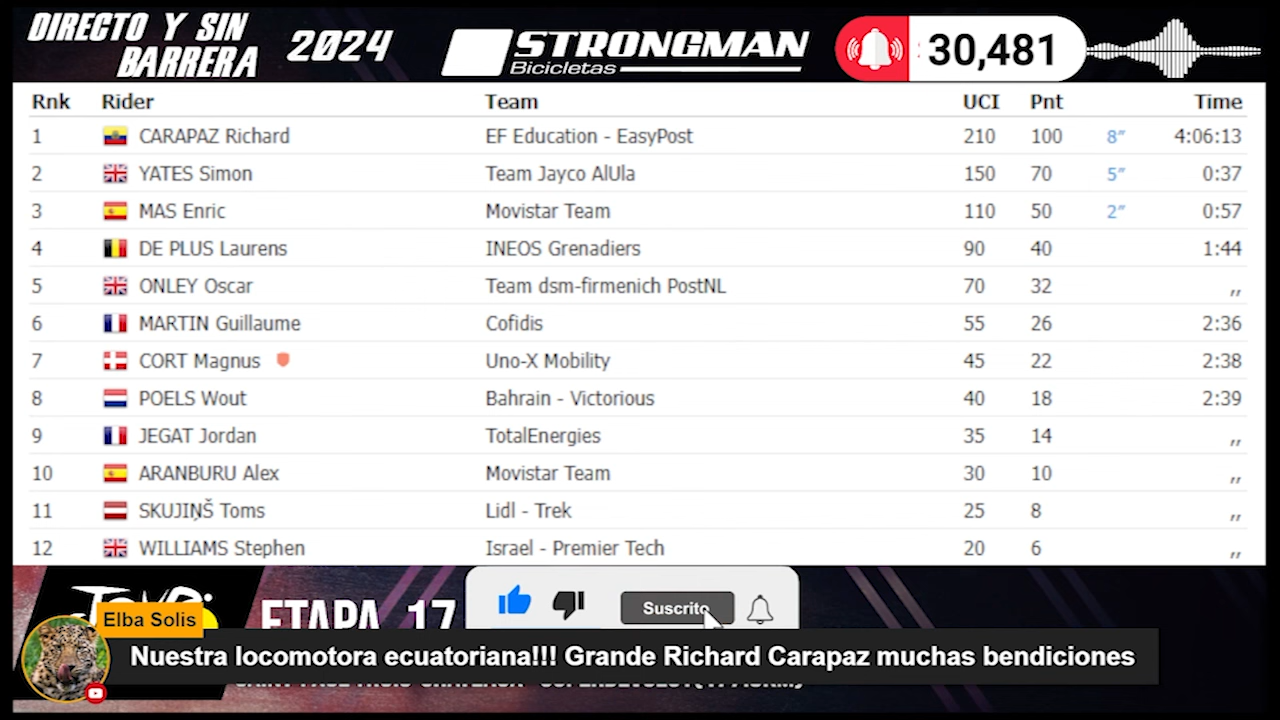 DIRECTO Y SIN BARRERA 2024 STRONGMAN Bicicletas 30,481
Rnk Rider Team UCI Pnt Time
1 CARAPAZ Richard EF Education - EasyPost 210 100 8″ 4:06:13
2 YATES Simon Team Jayco AlUla 150 70 5″ 0:37
3 MAS Enric Movistar Team 110 50 2″ 0:57
4 DE PLUS Laurens INEOS Grenadiers 90 40 1:44
5 ONLEY Oscar Team dsm-firmenich PostNL 70 32 ,,
6 MARTIN Guillaume Cofidis 55 26 2:36
7 CORT Magnus Uno-X Mobility 45 22 2:38
8 POELS Wout Bahrain - Victorious 40 18 2:39
9 JEGAT Jordan TotalEnergies 35 14 ,,
10 ARANBURU Alex Movistar Team 30 10 ,,
11 SKUJIŅŠ Toms Lidl - Trek 25 8 ,,
12 WILLIAMS Stephen Israel - Premier Tech 20 6 ,,
ETAPA 17
Suscrito
Elba Solis
Nuestra locomotora ecuatoriana!!! Grande Richard Carapaz muchas bendiciones